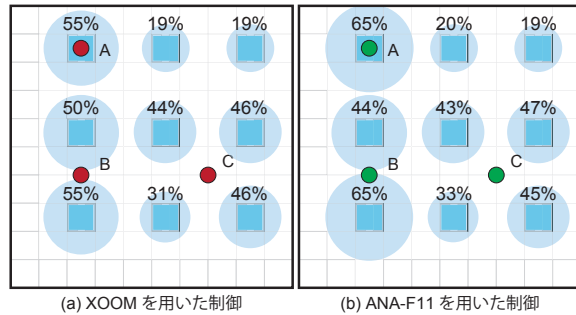 55% 19% 19%
A
50% 44% 46%
B C
55% 31% 46%
(a) XOOM を用いた制御
65% 20% 19%
A
44% 43% 47%
B C
65% 33% 45%
(b) ANA-F11 を用いた制御